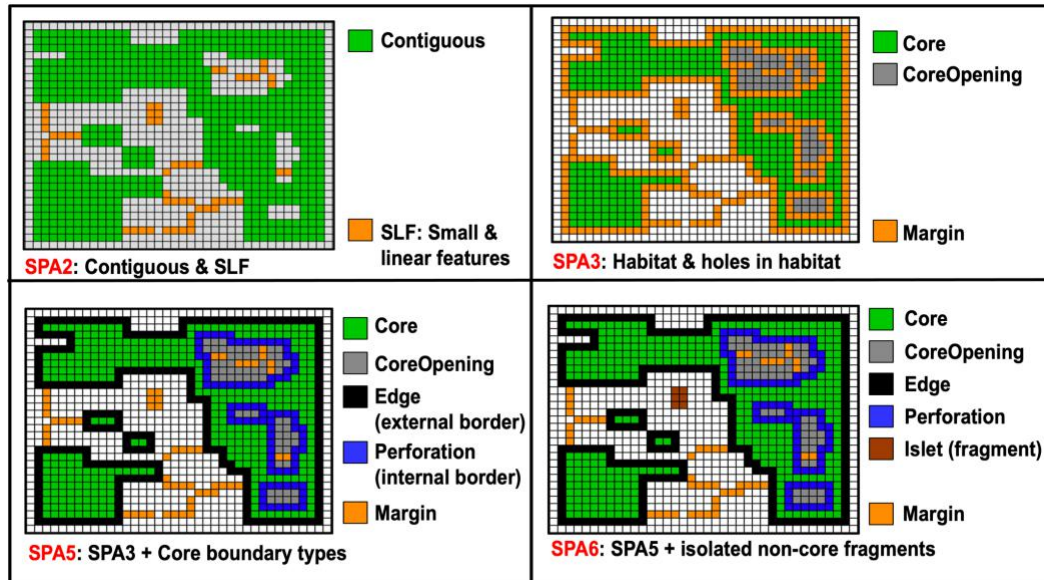 Contiguous
SLF: Small &
linear features
SPA2: Contiguous & SLF
Core
CoreOpening
Margin
SPA3: Habitat & holes in habitat
Core
CoreOpening
Edge
(external border)
Perforation
(internal border)
Margin
SPA5: SPA3 + Core boundary types
Core
CoreOpening
Edge
Perforation
Islet (fragment)
Margin
SPA6: SPA5 + isolated non-core fragments